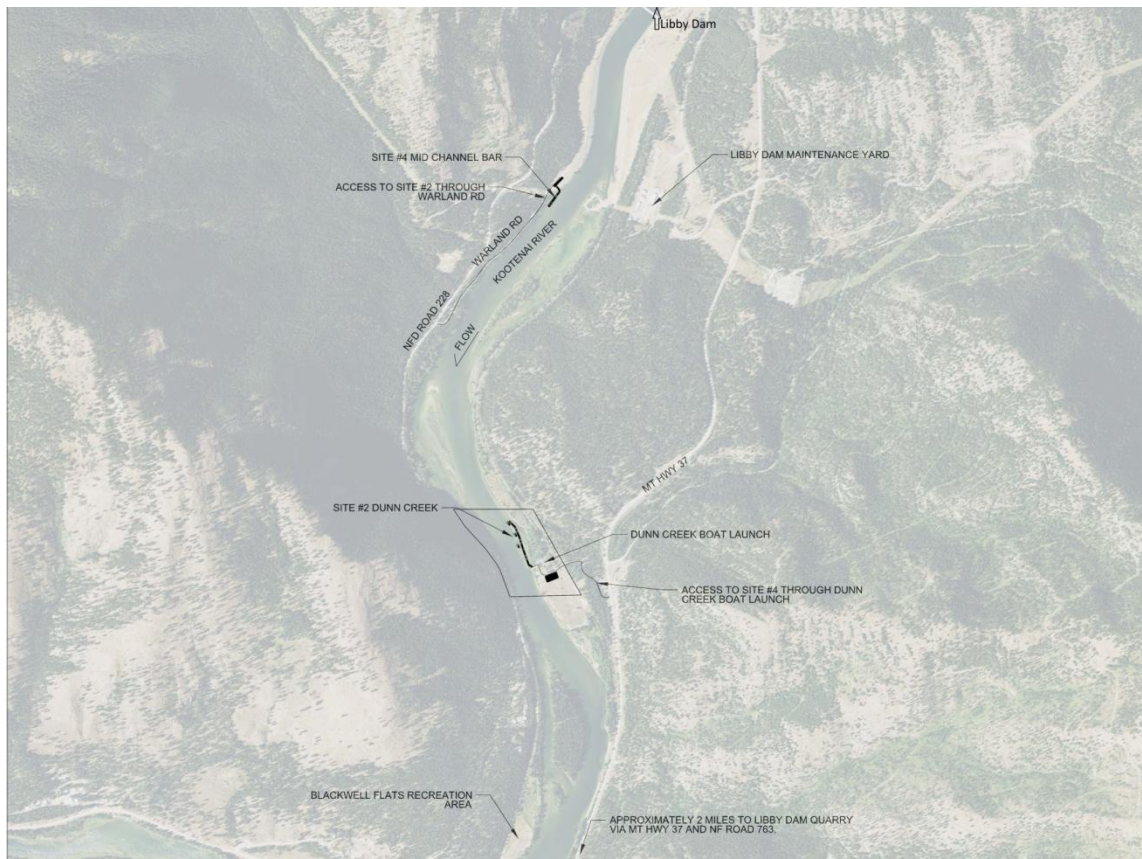 Libby Dam
SITE #4 MID CHANNEL BAR
LIBBY DAM MAINTENANCE YARD
ACCESS TO SITE #2 THROUGH
WARLAND RD
WARLAND RD
KOOTENAI RIVER
NFD ROAD 228
FLOW
MT HWY 37
SITE #2 DUNN CREEK
DUNN CREEK BOAT LAUNCH
ACCESS TO SITE #4 THROUGH DUNN
CREEK BOAT LAUNCH
BLACKWELL FLATS RECREATION
AREA
APPROXIMATELY 2 MILES TO LIBBY DAM QUARRY
VIA MT HWY 37 AND NF ROAD 763.